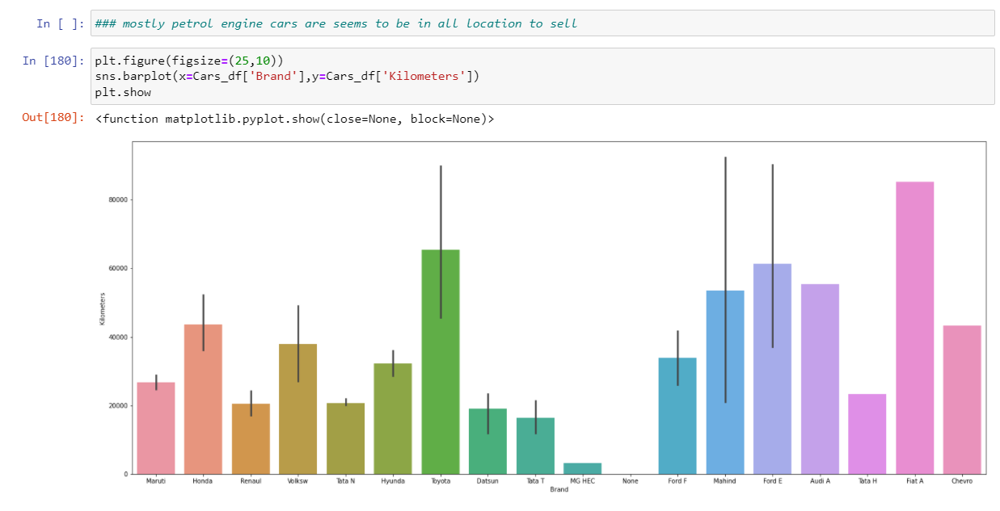 In [ ]: ### mostly petrol engine cars are seems to be in all location to sell
In [180]: plt.figure(figsize=(25,10))
sns.barplot(x=Cars_df['Brand'],y=Cars_df['Kilometers'])
plt.show
Out[180]: <function matplotlib.pyplot.show(close=None, block=None)>
80000
60000
40000
20000
0
Kilometers
Maruti Honda Renaul Volksw Tata N Hyunda Toyota Datsun Tata T MG HEC None Ford F Mahind Ford E Audi A Tata H Fiat A Chevro
Brand